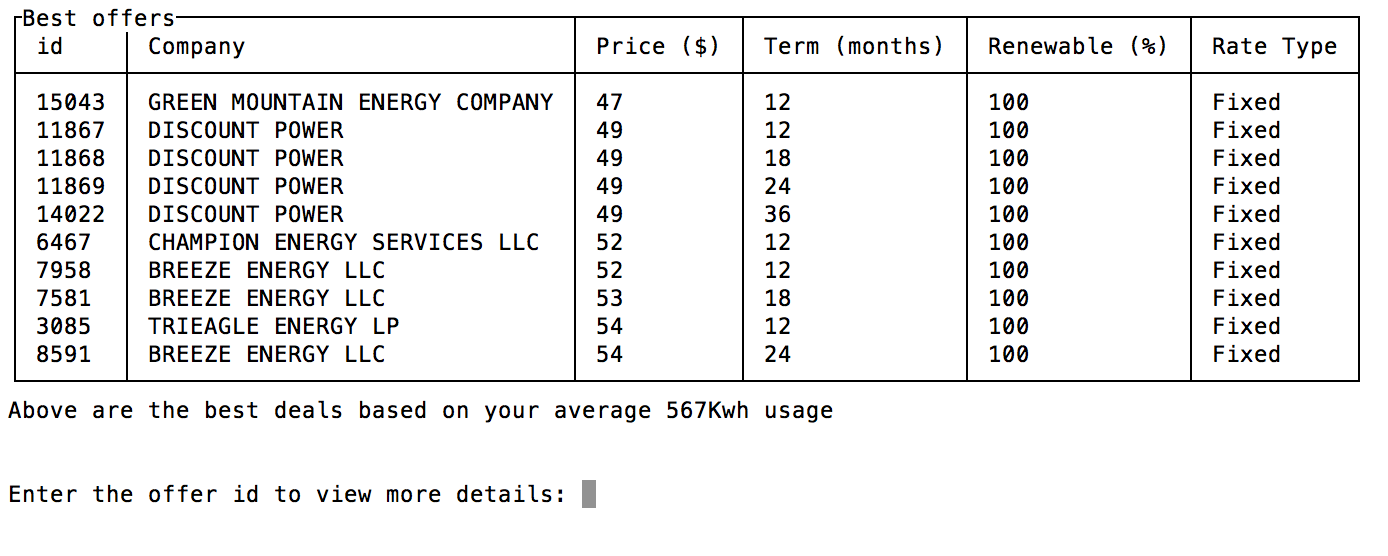 Best offers
id Company Price ($) Term (months) Renewable (%) Rate Type
15043 GREEN MOUNTAIN ENERGY COMPANY 47 12 100 Fixed
11867 DISCOUNT POWER 49 12 100 Fixed
11868 DISCOUNT POWER 49 18 100 Fixed
11869 DISCOUNT POWER 49 24 100 Fixed
14022 DISCOUNT POWER 49 36 100 Fixed
6467 CHAMPION ENERGY SERVICES LLC 52 12 100 Fixed
7958 BREEZE ENERGY LLC 52 12 100 Fixed
7581 BREEZE ENERGY LLC 53 18 100 Fixed
3085 TRIEAGLE ENERGY LP 54 12 100 Fixed
8591 BREEZE ENERGY LLC 54 24 100 Fixed
Above are the best deals based on your average 567Kwh usage
Enter the offer id to view more details: